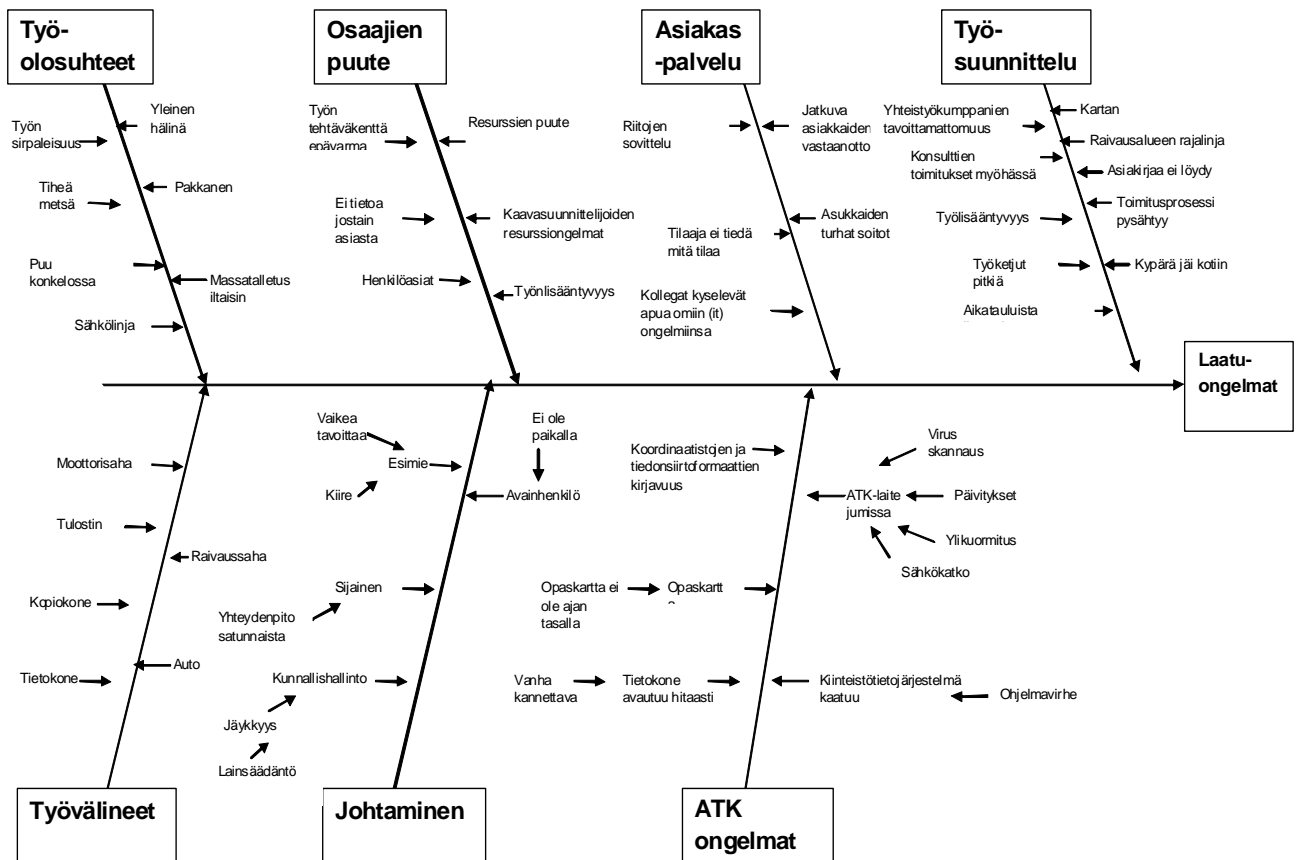 Työ-
olosuhteet
Osaajien
puute
Asiakas
-palvelu
Työ-
suunnittelu
Työn
sirpaleisuus
Yleinen
hälinä
Tiheä
metsä
Pakkanen
Puu
konkelossa
Massatalletus
iltaisin
Sähkölinja
Työn
tehtäväkenttä
epävarma
Resurssien puute
Ei tietoa
jostain
asiasta
Kaavasuunnittelijoiden
resurssiongelmat
Henkilöasiat
Työnlisääntyvyys
Riitojen
sovittelu
Jatkuva
asiakkaiden
vastaanotto
Tilaaja ei tiedä
mitä tilaa
Asukkaiden
turhat soitot
Kollegat kyselevät
apua omiin (it)
ongelmiinsa
Yhteistyökumppanien
tavoittamattomuus
Kartan
Raivausalueen rajalinja
Konsulttien
toimitukset myöhässä
Asiakirjaa ei löydy
Työlisääntyvyys
Toimitusprosessi
pysähtyy
Työketjut
pitkiä
Kypärä jäi kotiin
Aikatauluista
Laatu-
ongelmat
Moottorisaha
Tulostin
Raivaussaha
Kopiokone
Auto
Tietokone
Vaikea
tavoittaa
Esimie
Kiire
Ei ole
paikalla
Avainhenkilö
Sijainen
Yhteydenpito
satunnaista
Kunnallishallinto
Jäykkyys
Lainsäädäntö
Koordinaatistojen ja
tiedonsiirtoformaattien
kirjavuus
Virus
skannaus
ATK-laite
jumissa
Päivitykset
Ylikuormitus
Sähkökatko
Opaskartta ei
ole ajan
tasalla
Opaskartt
Vanha
kannettava
Tietokone
avautuu hitaasti
Kiinteistötietojärjestelmä
kaatuu
Ohjelmavirhe
Työvälineet
Johtaminen
ATK
ongelmat